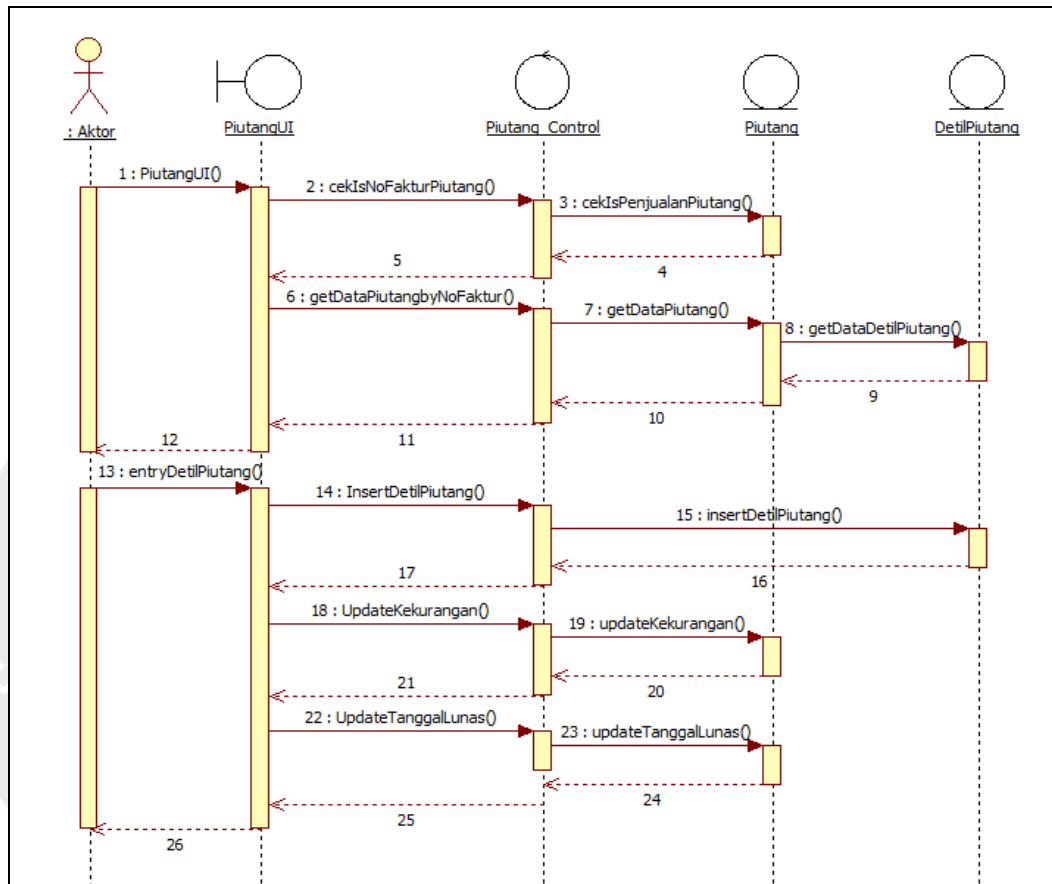 : Aktor
PiutangUI
Piutang_Control
Piutang
DetilPiutang
1 : PiutangUI()
2 : cekIsNoFakturPiutang()
3 : cekIsPenjualanPiutang()
4
5
6 : getDataPiutangbyNoFaktur()
7 : getDataPiutang()
8 : getDataDetilPiutang()
9
10
11
12
13 : entryDetilPiutang()
14 : InsertDetilPiutang()
15 : insertDetilPiutang()
16
17
18 : UpdateKekurangan()
19 : updateKekurangan()
20
21
22 : UpdateTanggalLunas()
23 : updateTanggalLunas()
24
25
26